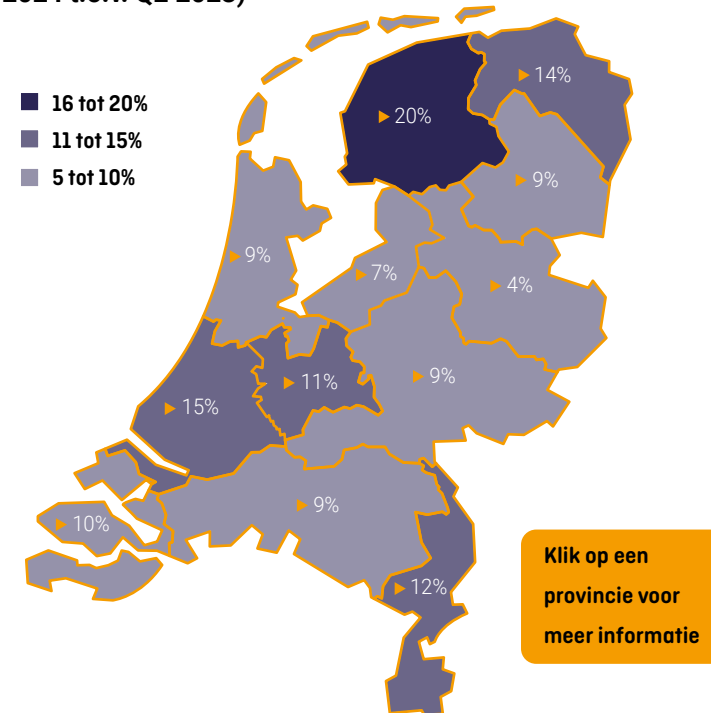 16 tot 20%
11 tot 15%
5 tot 10%
14%
20%
9%
9%
7%
4%
11%
9%
15%
9%
10%
12%
Klik op een
provincie voor
meer informatie